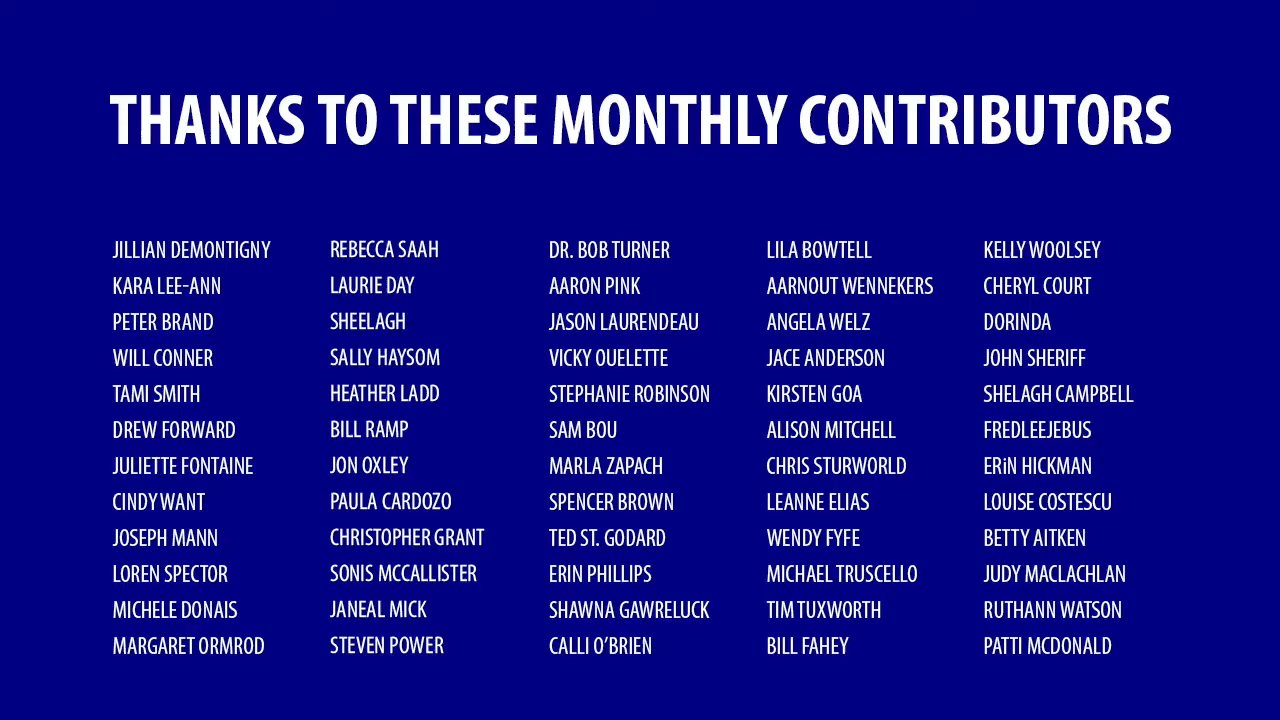 THANKS TO THESE MONTHLY CONTRIBUTORS
JILLIAN DEMONTIGNY
KARA LEE-ANN
PETER BRAND
WILL CONNER
TAMI SMITH
DREW FORWARD
JULIETTE FONTAINE
CINDY WANT
JOSEPH MANN
LOREN SPECTOR
MICHELE DONAIS
MARGARET ORMROD
REBECCA SAAH
LAURIE DAY
SHEELAGH
SALLY HAYSOM
HEATHER LADD
BILL RAMP
JON OXLEY
PAULA CARDOZO
CHRISTOPHER GRANT
SONIS MCCALLISTER
JANEAL MICK
STEVEN POWER
DR. BOB TURNER
AARON PINK
JASON LAURENDEAU
VICKY OUELETTE
STEPHANIE ROBINSON
SAM BOU
MARLA ZAPACH
SPENCER BROWN
TED ST. GODARD
ERIN PHILLIPS
SHAWNA GAWRELUCK
CALLI O’BRIEN
LILA BOWTELL
AARNOUT WENNEKERS
ANGELA WELZ
JACE ANDERSON
KIRSTEN GOA
ALISON MITCHELL
CHRIS STURWORLD
LEANNE ELIAS
WENDY FYFE
MICHAEL TRUSCELLO
TIM TUXWORTH
BILL FAHEY
KELLY WOOLSEY
CHERYL COURT
DORINDA
JOHN SHERIFF
SHELAGH CAMPBELL
FREDLEEJEBUS
ERiN HICKMAN
LOUISE COSTESCU
BETTY AITKEN
JUDY MACLACHLAN
RUTHANN WATSON
PATTI MCDONALD